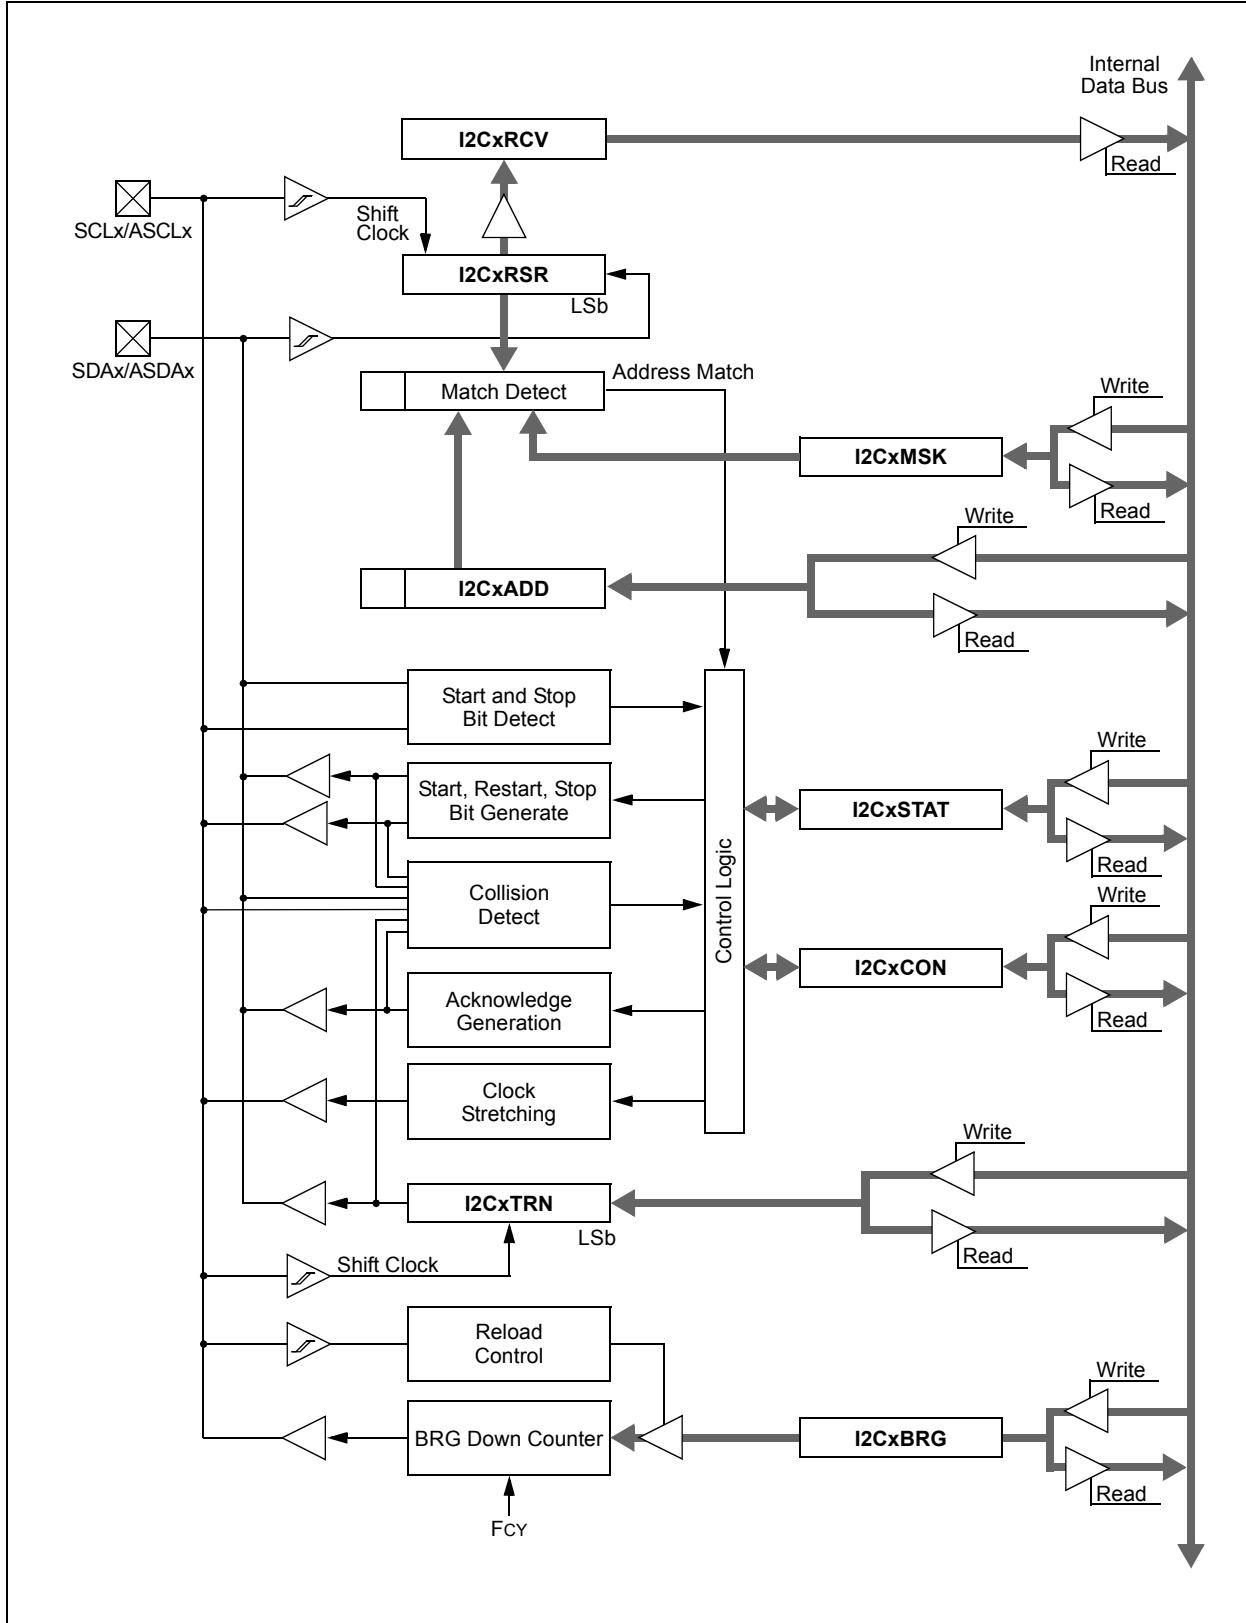 Internal
Data Bus
I2CxRCV
Read
SCLx/ASCLx
Shift
Clock
I2CxRSR
LSb
SDAx/ASDAx
Address Match
Match Detect
Write
I2CxMSK
Read
Write
I2CxADD
Read
Start and Stop
Bit Detect
Write
Start, Restart, Stop
Bit Generate
I2CxSTAT
Read
Control Logic
Collision
Detect
Write
I2CxCON
Acknowledge
Generation
Read
Clock
Stretching
Write
I2CxTRN
LSb
Read
Shift Clock
Reload
Control
Write
BRG Down Counter
I2CxBRG
Read
FCY